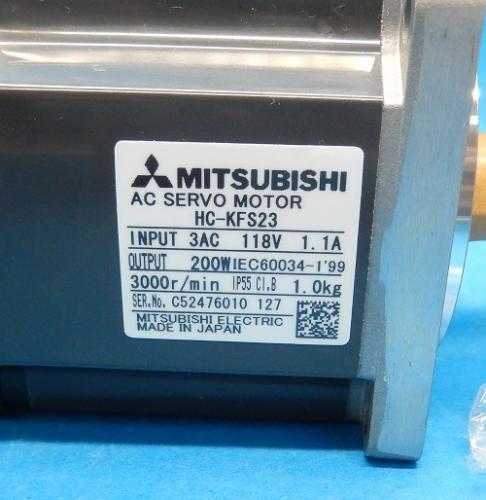 MITSUBISHI
AC SERVO MOTOR
HC-KFS23
INPUT 3AC 118V 1.1A
OUTPUT 200W IEC60034-1'99
3000r/min IP55 Cl.B 1.0kg
SER.No. C52476010 127
MITSUBISHI ELECTRIC
MADE IN JAPAN